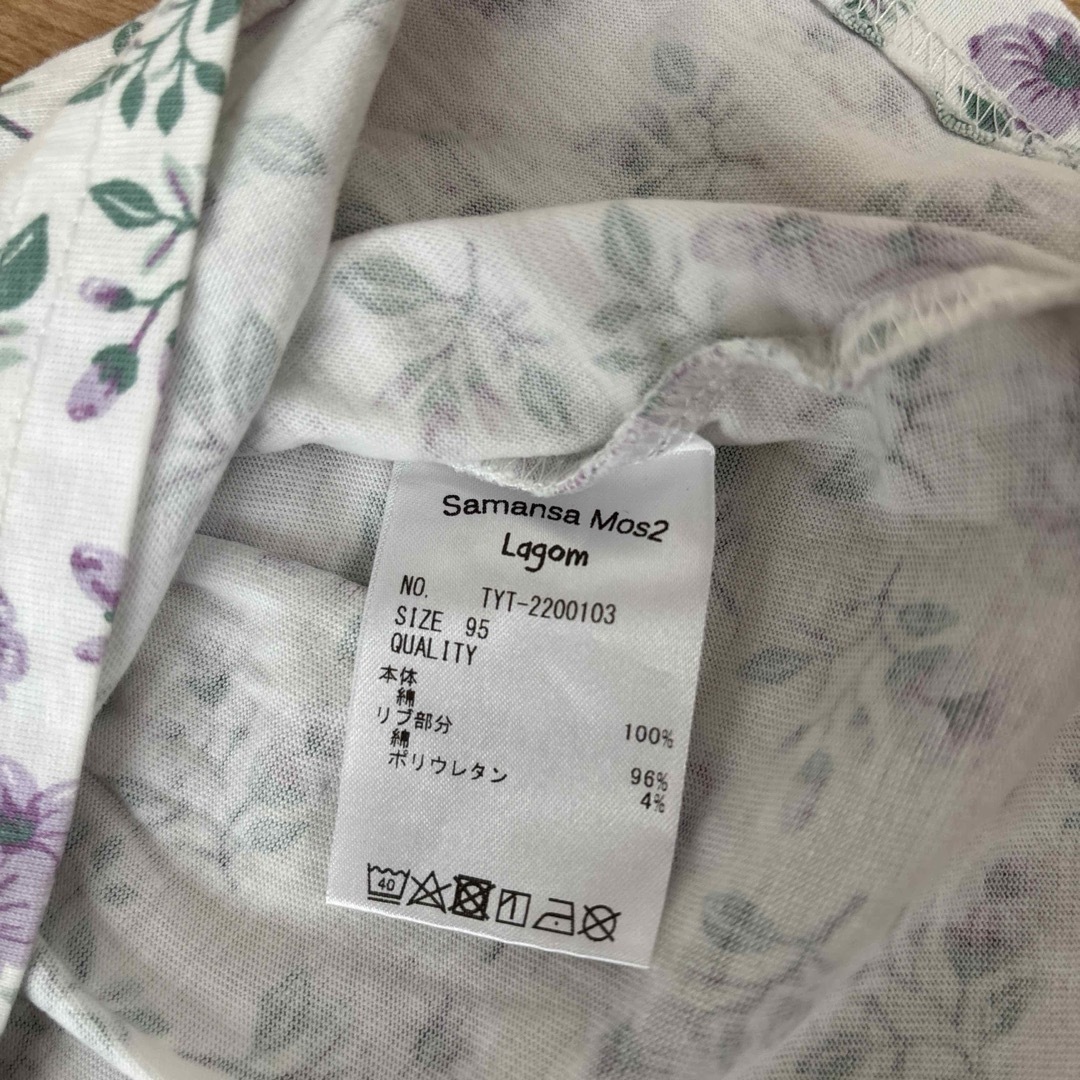 Samansa Mos2
Lagom
NO. TYT-2200103
SIZE 95
QUALITY
本体
綿 100%
リブ部分
綿 96%
ポリウレタン 4%
40